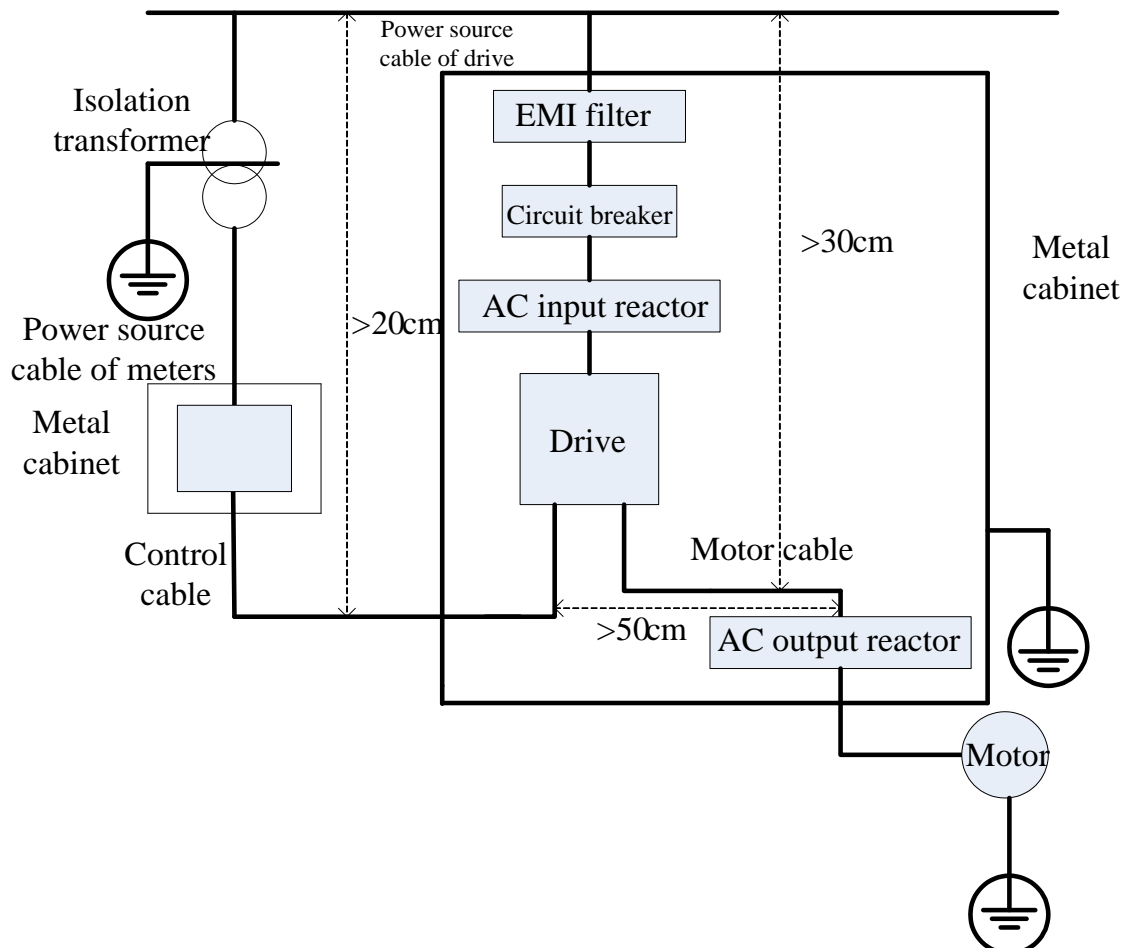 Power source
cable of drive
Isolation
transformer
EMI filter
Circuit breaker
>30cm
Metal
cabinet
AC input reactor
>20cm
Power source
cable of meters
Metal
cabinet
Drive
Control
cable
Motor cable
>50cm
AC output reactor
Motor